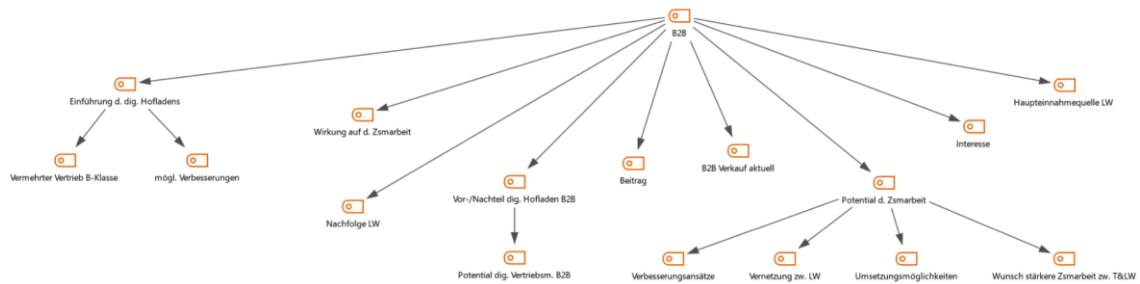 B2B
Einführung d. dig. Hofladens
Haupteinnahmequelle LW
Wirkung auf d. Zsmarbeit
Interesse
B2B Verkauf aktuell
Vermehrter Vertrieb B-Klasse
mögl. Verbesserungen
Beitrag
Vor-/Nachteil dig. Hofladen B2B
Potential d. Zsmarbeit
Nachfolge LW
Potential dig. Vertriebsm. B2B
Verbesserungsansätze
Vernetzung zw. LW
Umsetzungsmöglichkeiten
Wunsch stärkere Zsmarbeit zw. T&LW